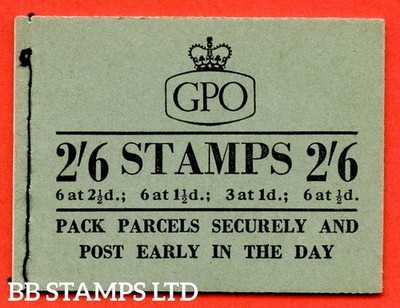 GPO
2/6 STAMPS 2/6
6 at 2½d.; 6 at 1½d.; 3 at 1d.; 6 at ½d.
PACK PARCELS SECURELY AND
POST EARLY IN THE DAY
BB STAMPS LTD